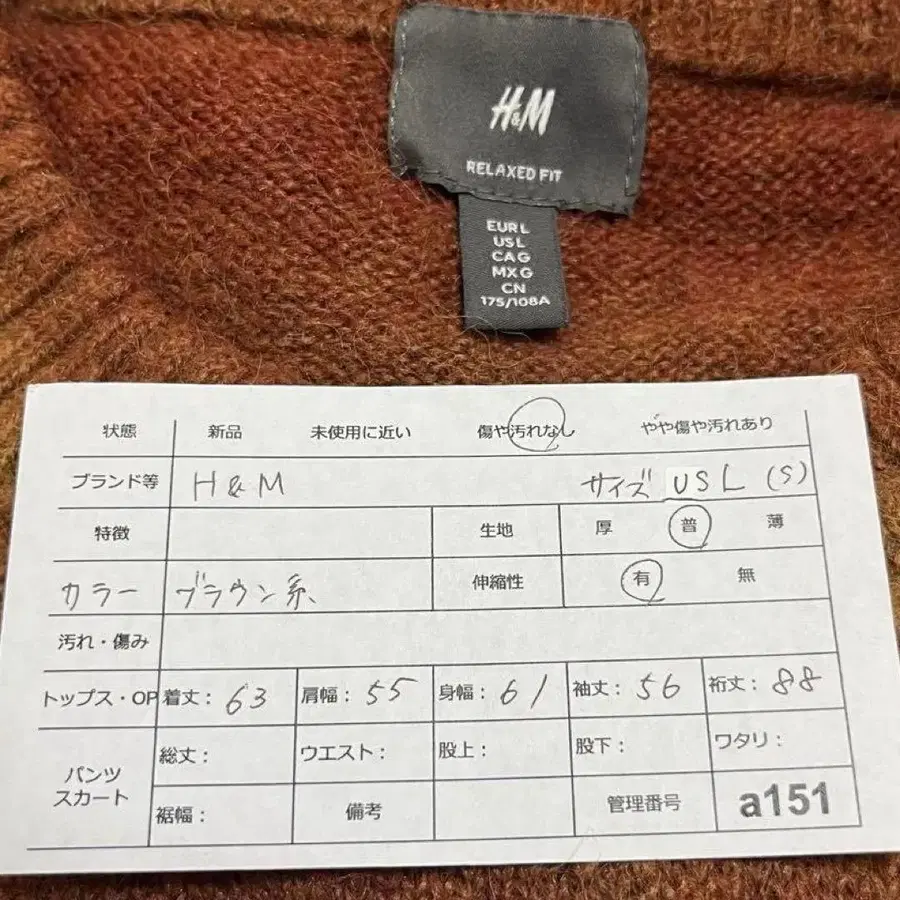 H&M
RELAXED FIT
EUR L
US L
CA G
MX G
CN
175/108A
状態 新品 未使用に近い 傷や汚れなし やや傷や汚れあり
ブランド等 H&M サイズ USL (S)
特徴 生地 厚 普 薄
カラー ブラウン系、 伸縮性 有 無
汚れ・傷み
トップス・OP 着丈: 63 肩幅: 55 身幅: 61 袖丈: 56 裄丈: 88
パンツ スカート 総丈: ウエスト: 股上: 股下: ワタリ:
裾幅: 備考 管理番号 a151